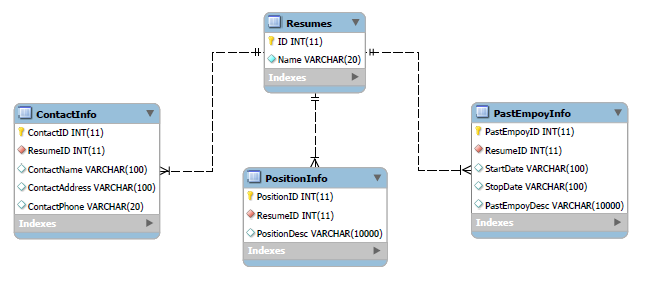 Resumes
ID INT(11)
Name VARCHAR(20)
Indexes
ContactInfo
ContactID INT(11)
ResumeID INT(11)
ContactName VARCHAR(100)
ContactAddress VARCHAR(100)
ContactPhone VARCHAR(20)
Indexes
PositionInfo
PositionID INT(11)
ResumeID INT(11)
PositionDesc VARCHAR(10000)
Indexes
PastEmpoyInfo
PastEmpoyID INT(11)
ResumeID INT(11)
StartDate VARCHAR(100)
StopDate VARCHAR(100)
PastEmpoyDesc VARCHAR(10000)
Indexes